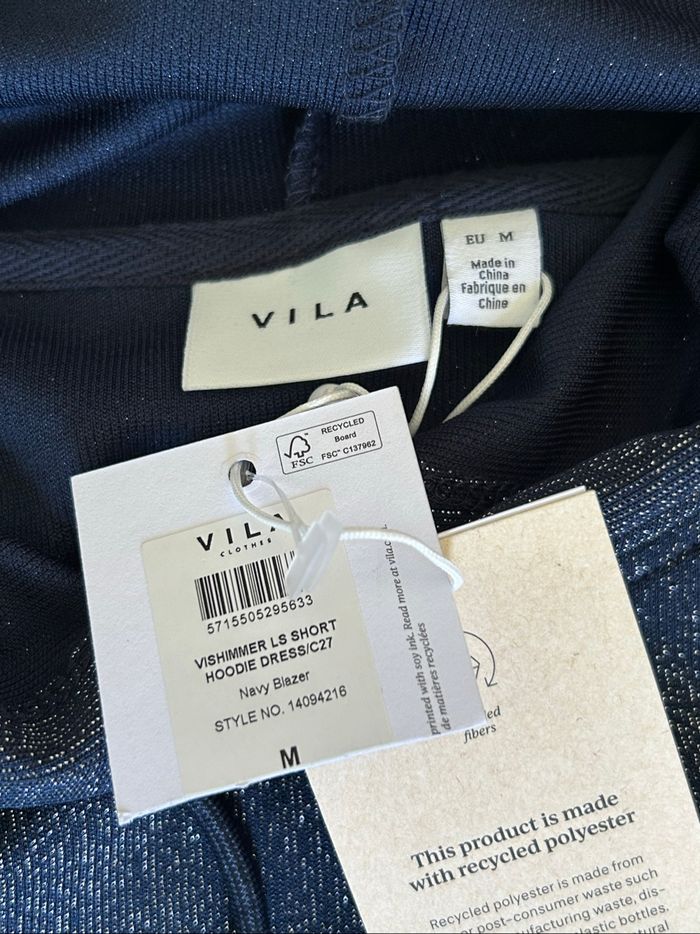 VILA
EU M
Made in
China
Fabrique en
Chine
FSC
RECYCLED
Board
FSC™ C137962
VILA
CLOTHES
5715505295633
VISHIMMER LS SHORT
HOODIE DRESS/C27
Navy Blazer
STYLE NO. 14094216
M
printed with soy ink. Read more at vila.c
de matières recyclées
fibers
This product is made
with recycled polyester
Recycled polyester is made from
post-consumer waste such
waste, dis-
bottles,